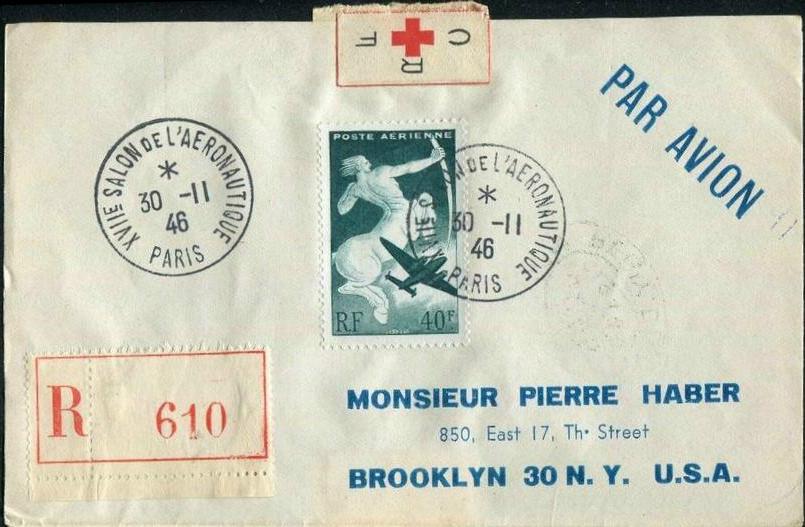 C R F
PAR AVION
XVIIE SALON DE L'AERONAUTIQUE
*
30 -11
46
PARIS
POSTE AERIENNE
RF 40F
SALON DE L'AERONAUTIQUE
*
30 -11
46
PARIS
R 610
MONSIEUR PIERRE HABER
850, East 17, Th. Street
BROOKLYN 30 N. Y. U.S.A.